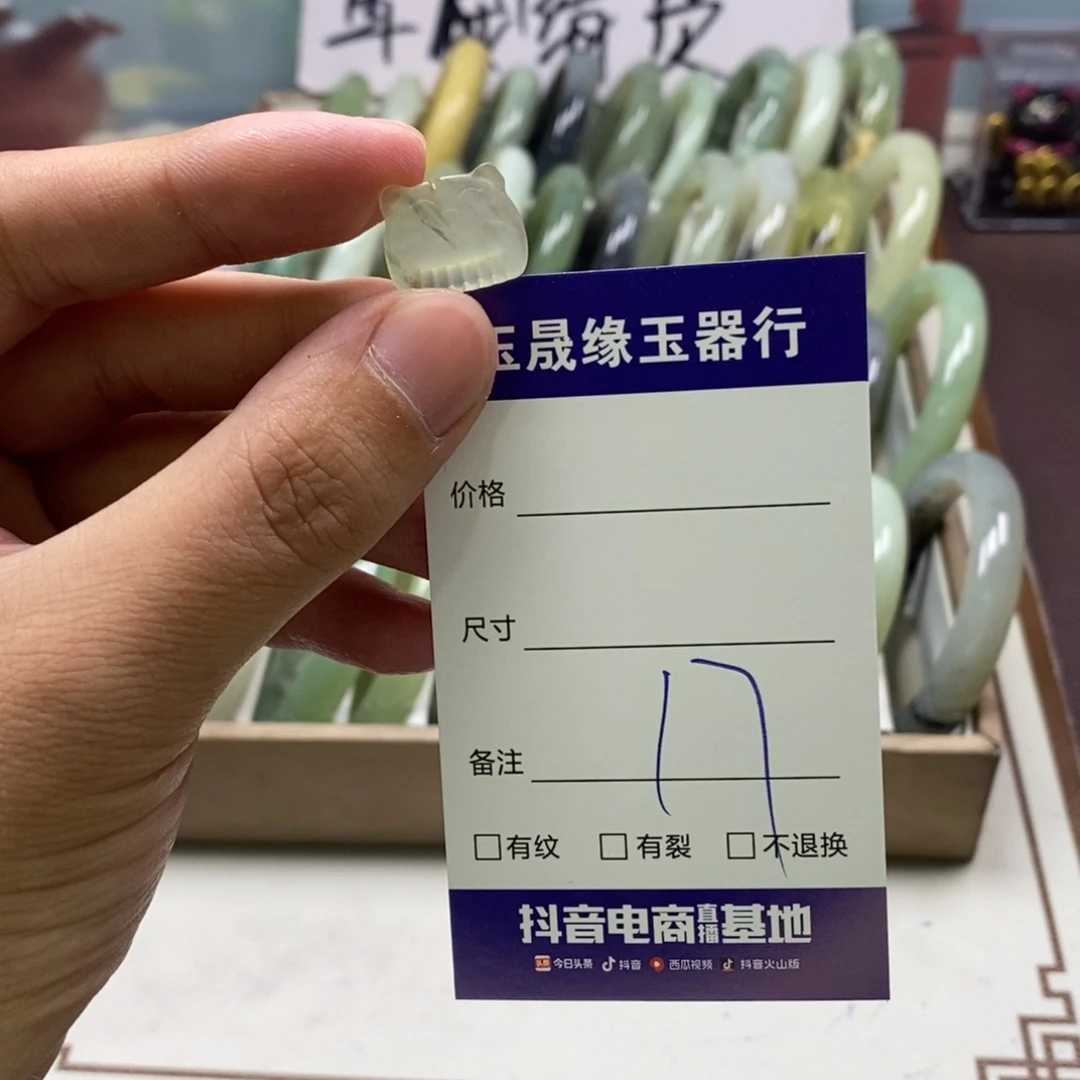 玉晟缘玉器行
价格
尺寸
17
备注
□有纹 □有裂 □不退换
抖音电商直播基地
今日头条 抖音 西瓜视频 抖音火山版